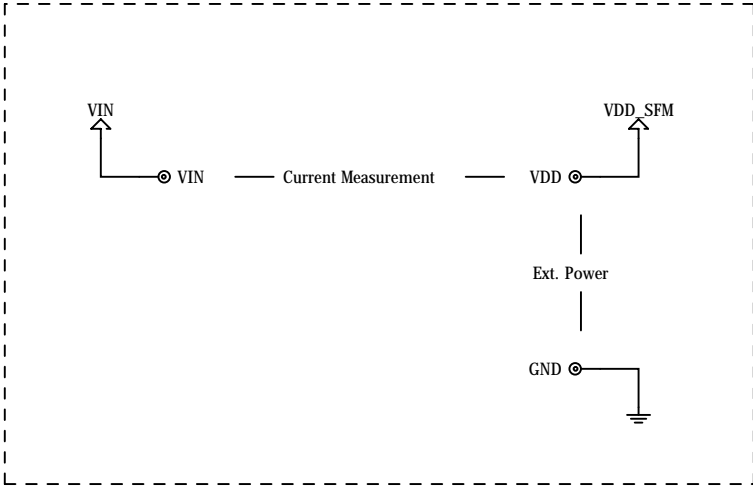 VIN
VDD_SFM
VIN
Current Measurement
VDD
Ext. Power
GND